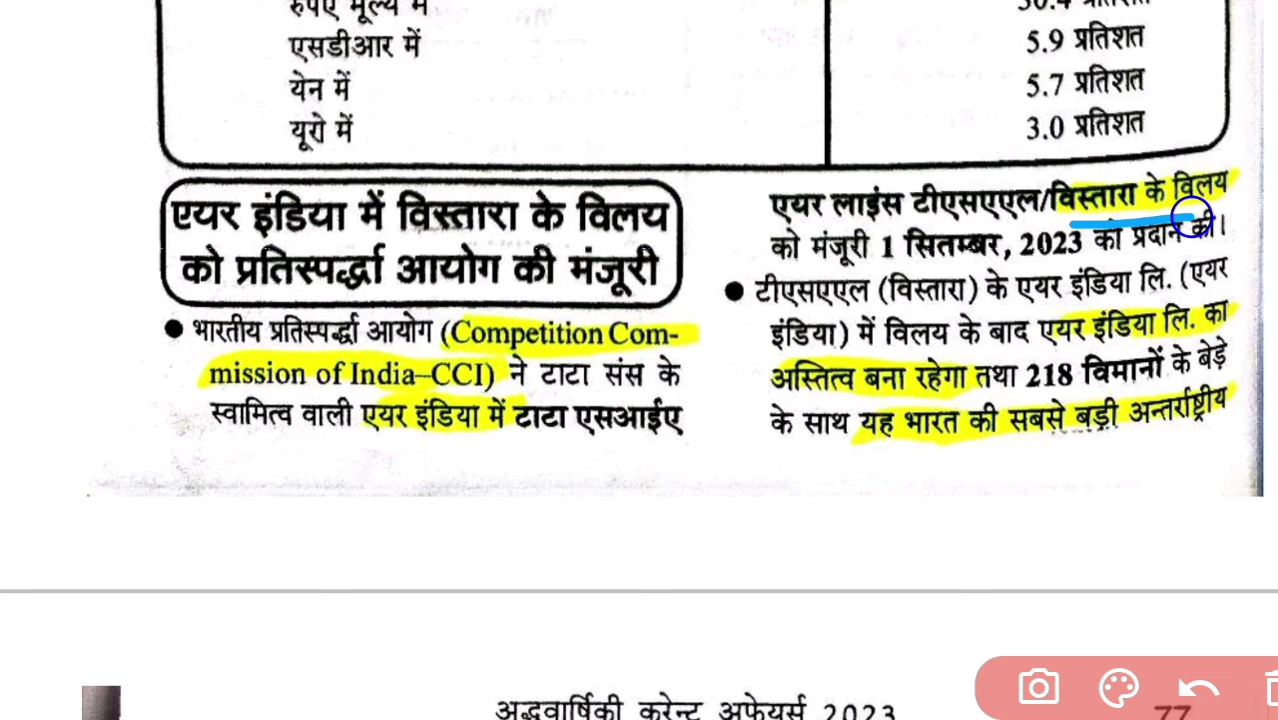 रुपए मूल्य में
एसडीआर में 5.9 प्रतिशत
येन में 5.7 प्रतिशत
यूरो में 3.0 प्रतिशत
एयर इंडिया में विस्तारा के विलय
को प्रतिस्पर्द्धा आयोग की मंजूरी
● भारतीय प्रतिस्पर्द्धा आयोग (Competition Com-
mission of India–CCI) ने टाटा संस के
स्वामित्व वाली एयर इंडिया में टाटा एसआईए
एयर लाइंस टीएसएएल/विस्तारा के विलय
को मंजूरी 1 सितम्बर, 2023 को प्रदान की।
● टीएसएएल (विस्तारा) के एयर इंडिया लि. (एयर
इंडिया) में विलय के बाद एयर इंडिया लि. का
अस्तित्व बना रहेगा तथा 218 विमानों के बेड़े
के साथ यह भारत की सबसे बड़ी अन्तर्राष्ट्रीय
अर्द्धवार्षिकी करेन्ट अफेयर्स 2023 77